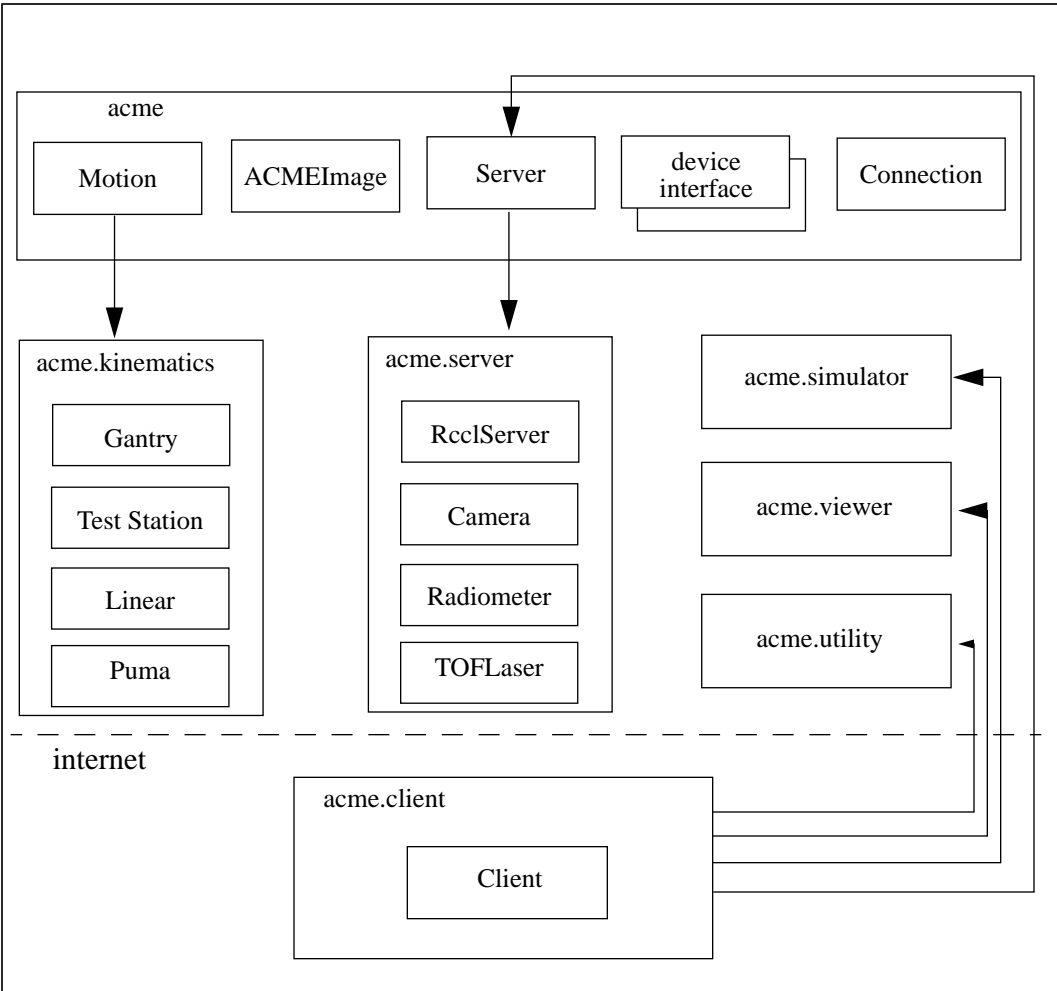 acme
Motion
ACMEImage
Server
device
interface
Connection
acme.kinematics
Gantry
Test Station
Linear
Puma
acme.server
RcclServer
Camera
Radiometer
TOFLaser
acme.simulator
acme.viewer
acme.utility
internet
acme.client
Client